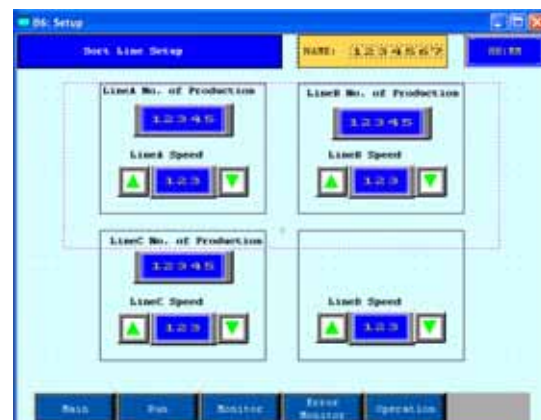 B6: Setup
Sort Line Setup
NAME: 1234567
HH:MM
LineA No. of Production
12345
LineA Speed
123
LineB No. of Production
12345
LineB Speed
123
LineC No. of Production
12345
LineC Speed
123
LineD Speed
123
Main
Run
Monitor
Error
Monitor
Operation